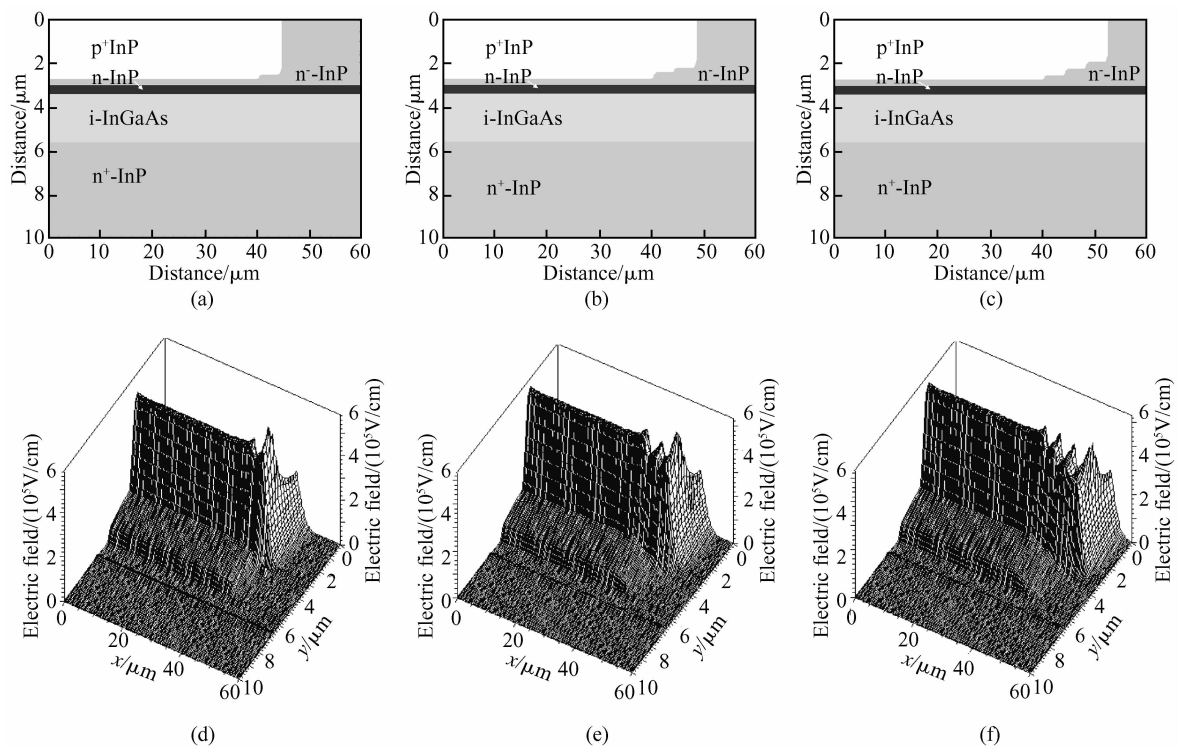 0
2
4
6
8
10
Distance/μm
p⁺InP
n-InP
n⁻-InP
i-InGaAs
n⁺-InP
0 10 20 30 40 50 60
Distance/μm
(a)
0
2
4
6
8
10
Distance/μm
p⁺InP
n-InP
n⁻-InP
i-InGaAs
n⁺-InP
0 10 20 30 40 50 60
Distance/μm
(b)
0
2
4
6
8
10
Distance/μm
p⁺InP
n-InP
n⁻-InP
i-InGaAs
n⁺-InP
0 10 20 30 40 50 60
Distance/μm
(c)
6
4
2
0
Electric field/(10⁵V/cm)
6
4
2
0
Electric field/(10⁵V/cm)
0
20
40
60
x/μm
0
2
4
6
8
10
y/μm
(d)
6
4
2
0
Electric field/(10⁵V/cm)
6
4
2
0
Electric field/(10⁵V/cm)
0
20
40
60
x/μm
0
2
4
6
8
10
y/μm
(e)
6
4
2
0
Electric field/(10⁵V/cm)
6
4
2
0
Electric field/(10⁵V/cm)
0
20
40
60
x/μm
0
2
4
6
8
10
y/μm
(f)